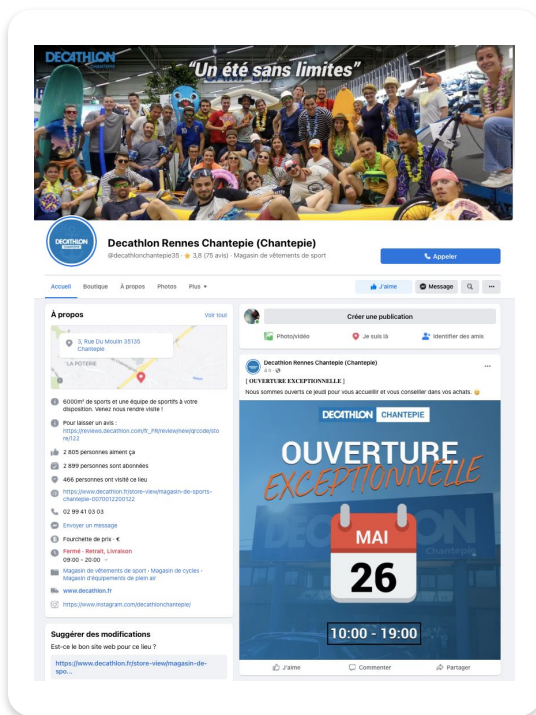 DECATHLON
Chantepie
"Un été sans limites"
DECATHLON
CHANTEPIE
Decathlon Rennes Chantepie (Chantepie)
@decathlonchantepie35 · 3,8 (75 avis) · Magasin de vêtements de sport
Appeler
Accueil Boutique À propos Photos Plus
J'aime Message
À propos Voir tout
3, Rue Du Moulin 35135
Chantepie
LA POTERIE
6000m² de sports et une équipe de sportifs à votre
disposition. Venez nous rendre visite !
Pour laisser un avis :
https://reviews.decathlon.com/fr_FR/review/new/qrcode/sto
re/122
2 805 personnes aiment ça
2 899 personnes sont abonnées
466 personnes ont visité ce lieu
https://www.decathlon.fr/store-view/magasin-de-sports-
chantepie-0070012200122
02 99 41 03 03
Envoyer un message
Fourchette de prix · €
Fermé · Retrait, Livraison
09:00 - 20:00
Magasin de vêtements de sport · Magasin de cycles ·
Magasin d'équipements de plein air
www.decathlon.fr
https://www.instagram.com/decathlonchantepie/
Suggérer des modifications
Est-ce le bon site web pour ce lieu ?
https://www.decathlon.fr/store-view/magasin-de-
spo...
Créer une publication
Photo/vidéo Je suis là Identifier des amis
Decathlon Rennes Chantepie (Chantepie)
[ OUVERTURE EXCEPTIONNELLE ]
Nous sommes ouverts ce jeudi pour vous accueillir et vous conseiller dans vos achats.
DECATHLON CHANTEPIE
OUVERTURE
EXCEPTIONNELLE
DECATHLON
Chantepie
MAI
26
10:00 - 19:00
J'aime Commenter Partager